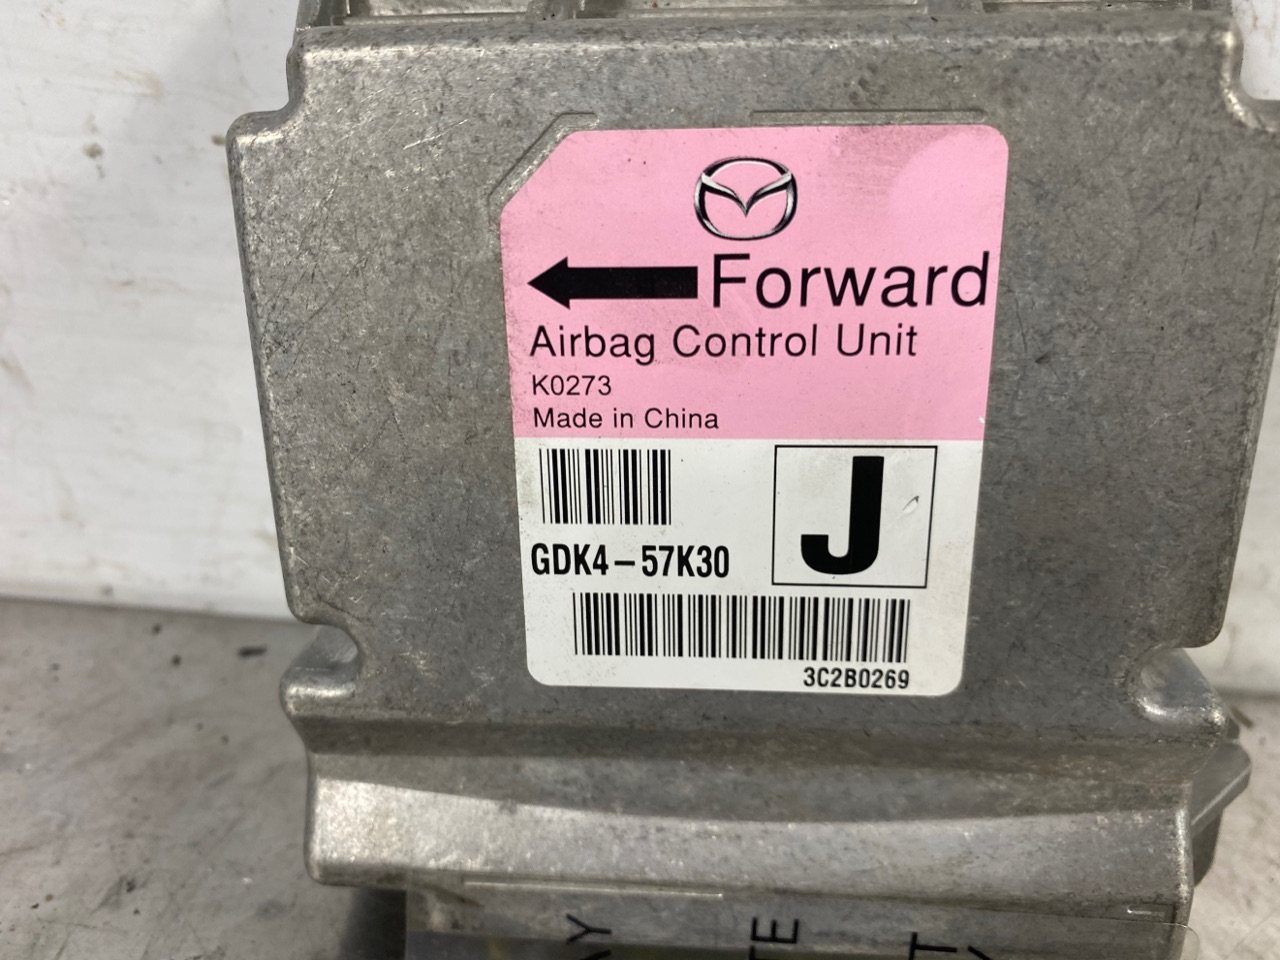 Forward
Airbag Control Unit
K0273
Made in China
J
GDK4-57K30
3C2B0269